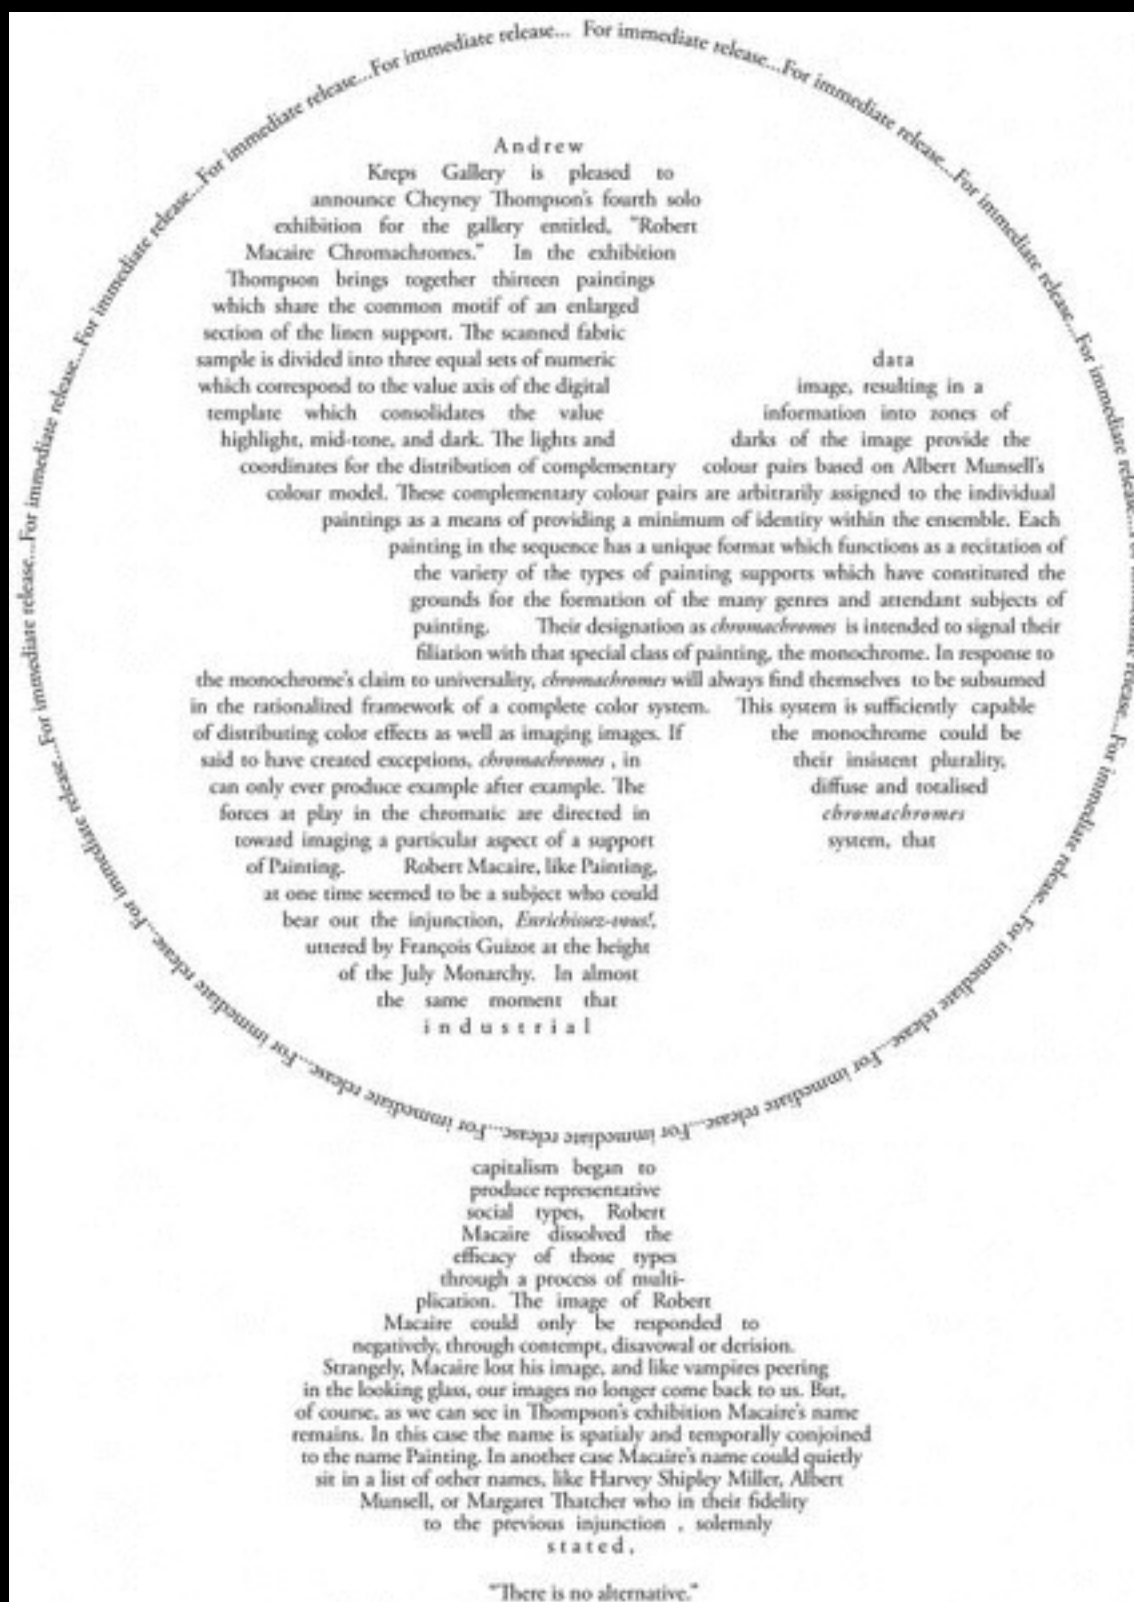 For immediate release... For immediate release...For immediate release...For immediate release...For immediate release...For immediate release...For immediate release...For immediate release...For immediate release...For immediate release...For immediate release...For immediate release...For immediate release...For immediate release...For immediate release...For immediate release...For immediate release...
Andrew
Kreps Gallery is pleased to
announce Cheyney Thompson's fourth solo
exhibition for the gallery entitled, "Robert
Macaire Chromachromes." In the exhibition
Thompson brings together thirteen paintings
which share the common motif of an enlarged
section of the linen support. The scanned fabric
sample is divided into three equal sets of numeric data
which correspond to the value axis of the digital image, resulting in a
template which consolidates the value information into zones of
highlight, mid-tone, and dark. The lights and darks of the image provide the
coordinates for the distribution of complementary colour pairs based on Albert Munsell's
colour model. These complementary colour pairs are arbitrarily assigned to the individual
paintings as a means of providing a minimum of identity within the ensemble. Each
painting in the sequence has a unique format which functions as a recitation of
the variety of the types of painting supports which have constituted the
grounds for the formation of the many genres and attendant subjects of
painting. Their designation as chromachromes is intended to signal their
filiation with that special class of painting, the monochrome. In response to
the monochrome's claim to universality, chromachromes will always find themselves to be subsumed
in the rationalized framework of a complete color system. This system is sufficiently capable
of distributing color effects as well as imaging images. If the monochrome could be
said to have created exceptions, chromachromes , in their insistent plurality,
can only ever produce example after example. The diffuse and totalised
forces at play in the chromatic are directed in chromachromes
toward imaging a particular aspect of a support system, that
of Painting. Robert Macaire, like Painting,
at one time seemed to be a subject who could
bear out the injunction, Enrichissez-vous!,
uttered by François Guizot at the height
of the July Monarchy. In almost
the same moment that
industrial
capitalism began to
produce representative
social types, Robert
Macaire dissolved the
efficacy of those types
through a process of multi-
plication. The image of Robert
Macaire could only be responded to
negatively, through contempt, disavowal or derision.
Strangely, Macaire lost his image, and like vampires peering
in the looking glass, our images no longer come back to us. But,
of course, as we can see in Thompson's exhibition Macaire's name
remains. In this case the name is spatialy and temporally conjoined
to the name Painting. In another case Macaire's name could quietly
sit in a list of other names, like Harvey Shipley Miller, Albert
Munsell, or Margaret Thatcher who in their fidelity
to the previous injunction , solemnly
stated,
"There is no alternative."